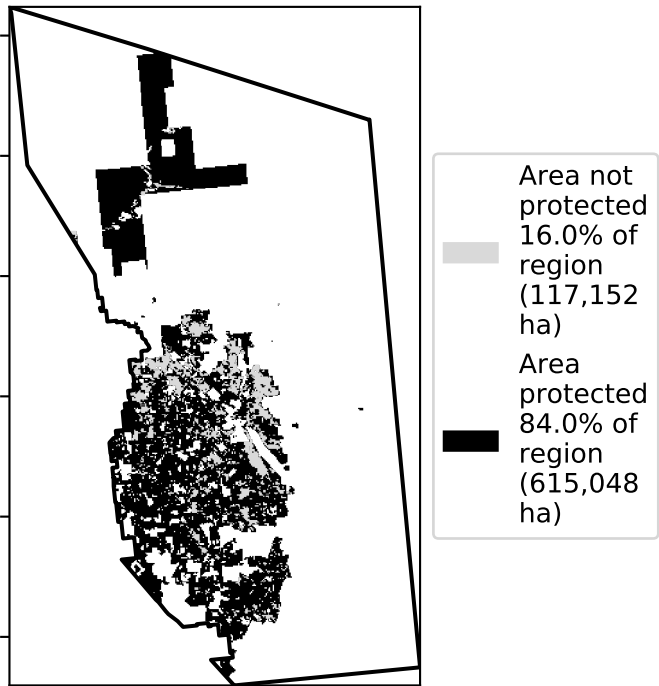 Area not
protected
16.0% of
region
(117,152
ha)
Area
protected
84.0% of
region
(615,048
ha)